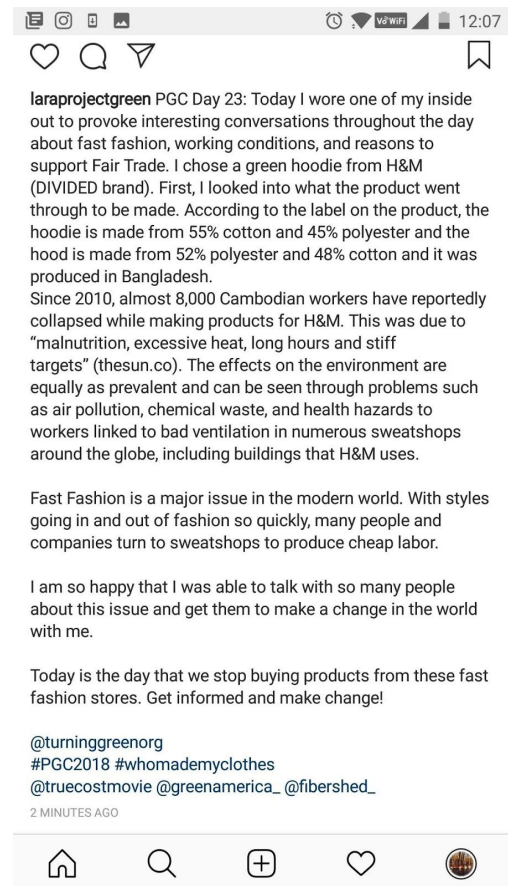 Vo WiFi 12:07
laraprojectgreen PGC Day 23: Today I wore one of my inside
out to provoke interesting conversations throughout the day
about fast fashion, working conditions, and reasons to
support Fair Trade. I chose a green hoodie from H&M
(DIVIDED brand). First, I looked into what the product went
through to be made. According to the label on the product, the
hoodie is made from 55% cotton and 45% polyester and the
hood is made from 52% polyester and 48% cotton and it was
produced in Bangladesh.
Since 2010, almost 8,000 Cambodian workers have reportedly
collapsed while making products for H&M. This was due to
“malnutrition, excessive heat, long hours and stiff
targets” (thesun.co). The effects on the environment are
equally as prevalent and can be seen through problems such
as air pollution, chemical waste, and health hazards to
workers linked to bad ventilation in numerous sweatshops
around the globe, including buildings that H&M uses.
Fast Fashion is a major issue in the modern world. With styles
going in and out of fashion so quickly, many people and
companies turn to sweatshops to produce cheap labor.
I am so happy that I was able to talk with so many people
about this issue and get them to make a change in the world
with me.
Today is the day that we stop buying products from these fast
fashion stores. Get informed and make change!
@turninggreenorg
#PGC2018 #whomademyclothes
@truecostmovie @greenamerica_ @fibershed_
2 MINUTES AGO